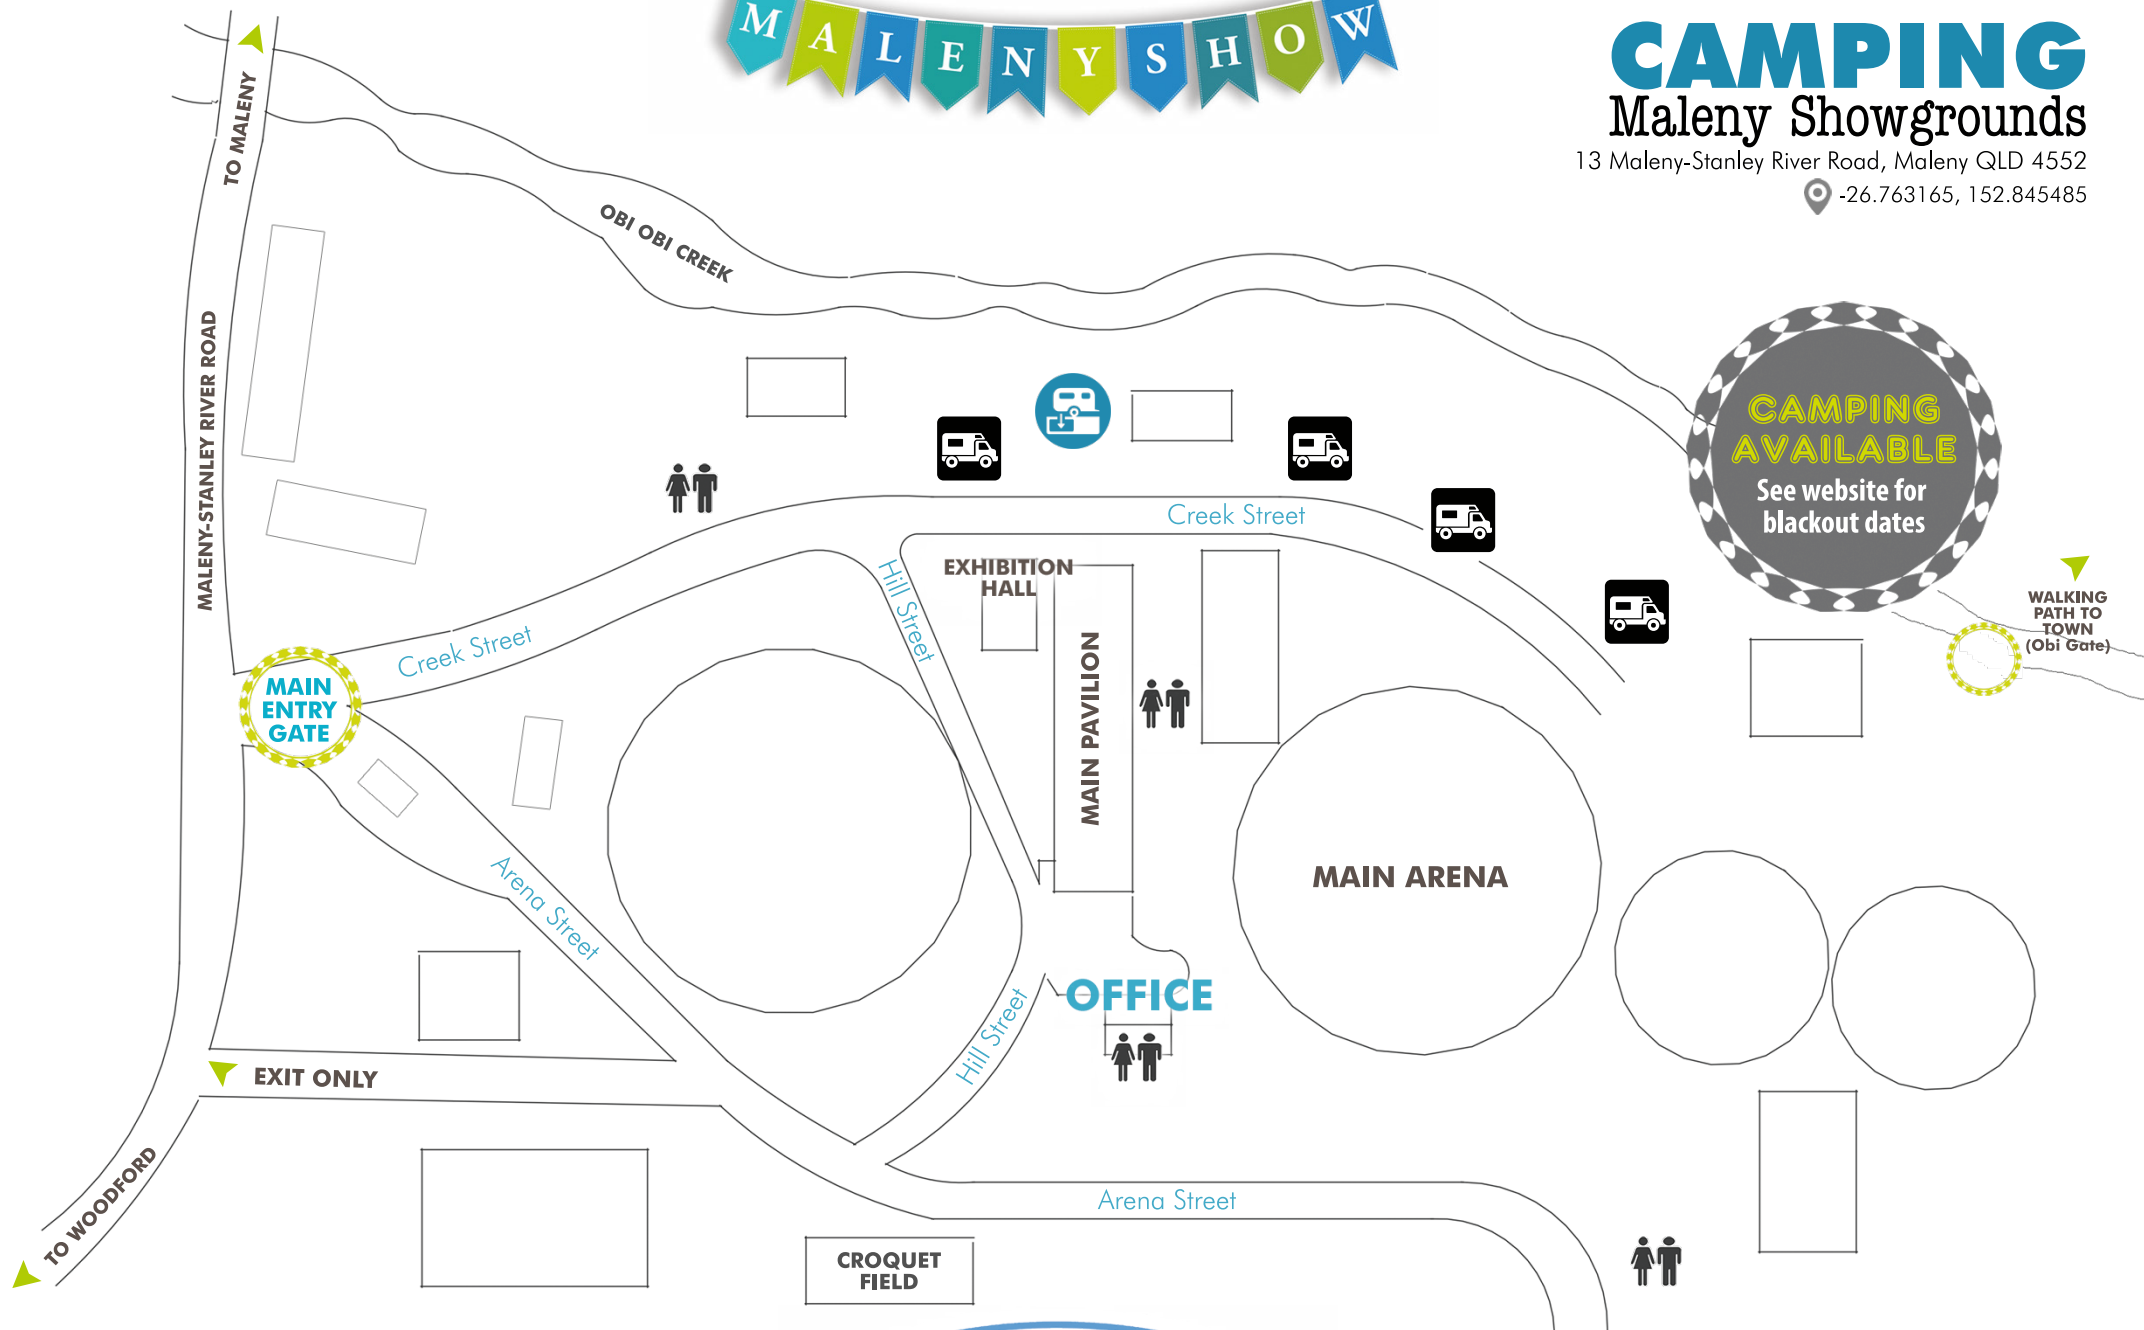 MALENY SHOW
CAMPING
Maleny Showgrounds
13 Maleny-Stanley River Road, Maleny QLD 4552
-26.763165, 152.845485
TO MALENY
OBI OBI CREEK
MALENY-STANLEY RIVER ROAD
CAMPING
AVAILABLE
See website for
blackout dates
Creek Street
EXHIBITION
HALL
Hill Street
WALKING
PATH TO
TOWN
(Obi Gate)
Creek Street
MAIN
ENTRY
GATE
MAIN PAVILION
MAIN ARENA
Arena Street
OFFICE
Hill Street
EXIT ONLY
TO WOODFORD
Arena Street
CROQUET
FIELD